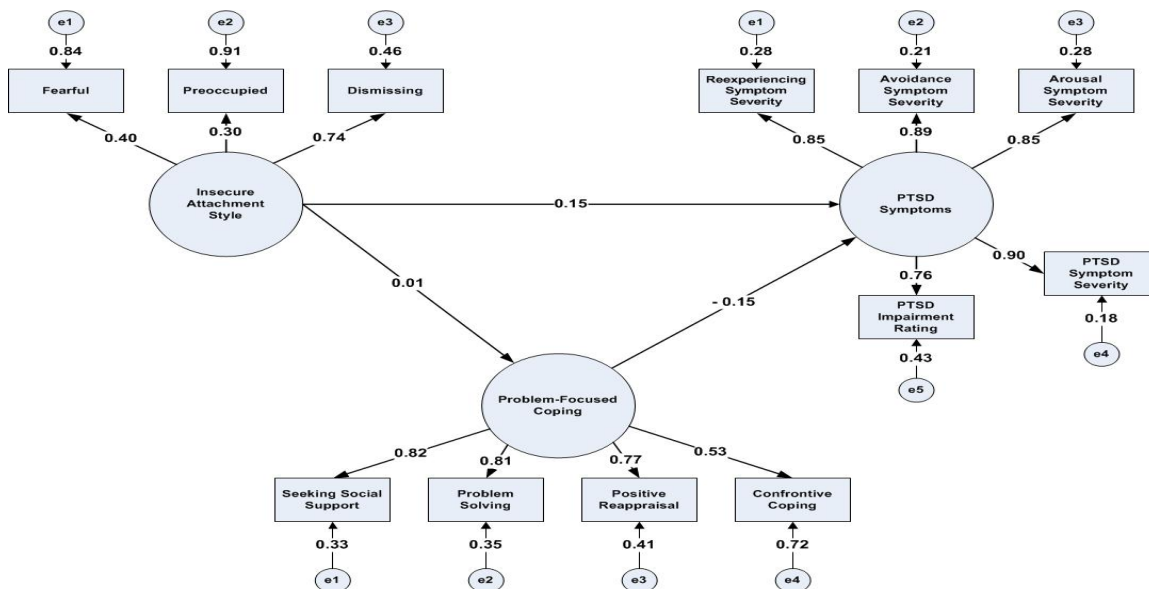 e1
e2
e3
e1
e2
e3
0.84
0.91
0.46
0.28
0.21
0.28
Fearful
Preoccupied
Dismissing
Reexperiencing
Symptom
Severity
Avoidance
Symptom
Severity
Arousal
Symptom
Severity
0.40
0.30
0.74
0.85
0.89
0.85
Insecure
Attachment
Style
0.15
PTSD
Symptoms
0.90
PTSD
Symptom
Severity
0.01
- 0.15
0.76
PTSD
Impairment
Rating
0.18
e4
0.43
e5
Problem-Focused
Coping
0.82
0.81
0.77
0.53
Seeking Social
Support
Problem
Solving
Positive
Reappraisal
Confrontive
Coping
0.33
0.35
0.41
0.72
e1
e2
e3
e4